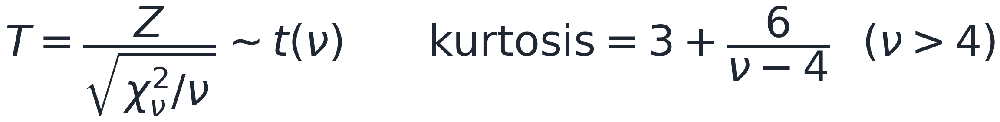 T = Z / √(χ²_ν/ν) ∼ t(ν)  kurtosis = 3 + 6/(ν − 4)  (ν > 4)